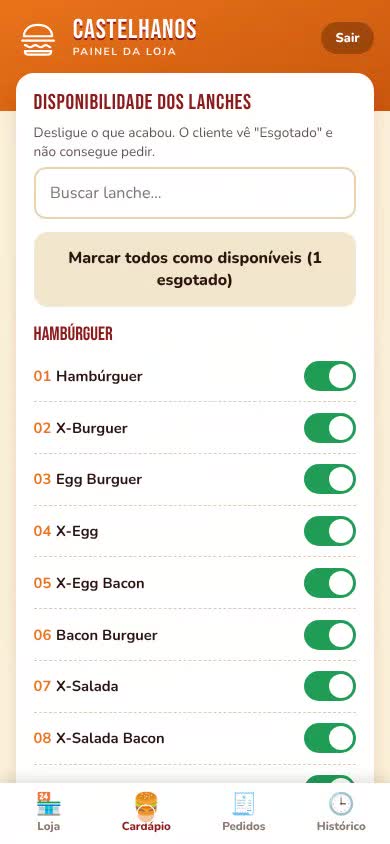 CASTELHANOS
PAINEL DA LOJA
Sair
DISPONIBILIDADE DOS LANCHES
Desligue o que acabou. O cliente vê "Esgotado" e
não consegue pedir.
Buscar lanche...
Marcar todos como disponíveis (1
esgotado)
HAMBÚRGUER
01 Hambúrguer
02 X-Burguer
03 Egg Burguer
04 X-Egg
05 X-Egg Bacon
06 Bacon Burguer
07 X-Salada
08 X-Salada Bacon
24
Loja
Cardápio
Pedidos
Histórico